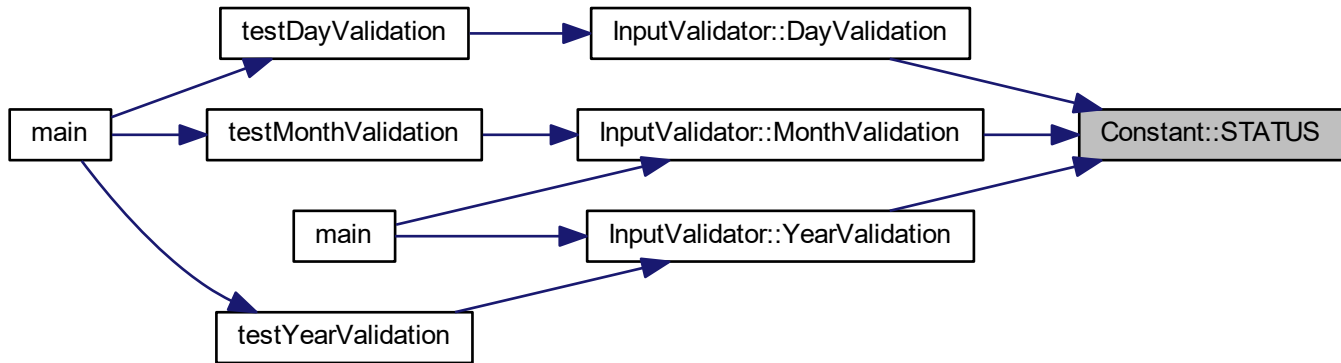 testDayValidation
InputValidator::DayValidation
main
testMonthValidation
InputValidator::MonthValidation
Constant::STATUS
main
InputValidator::YearValidation
testYearValidation